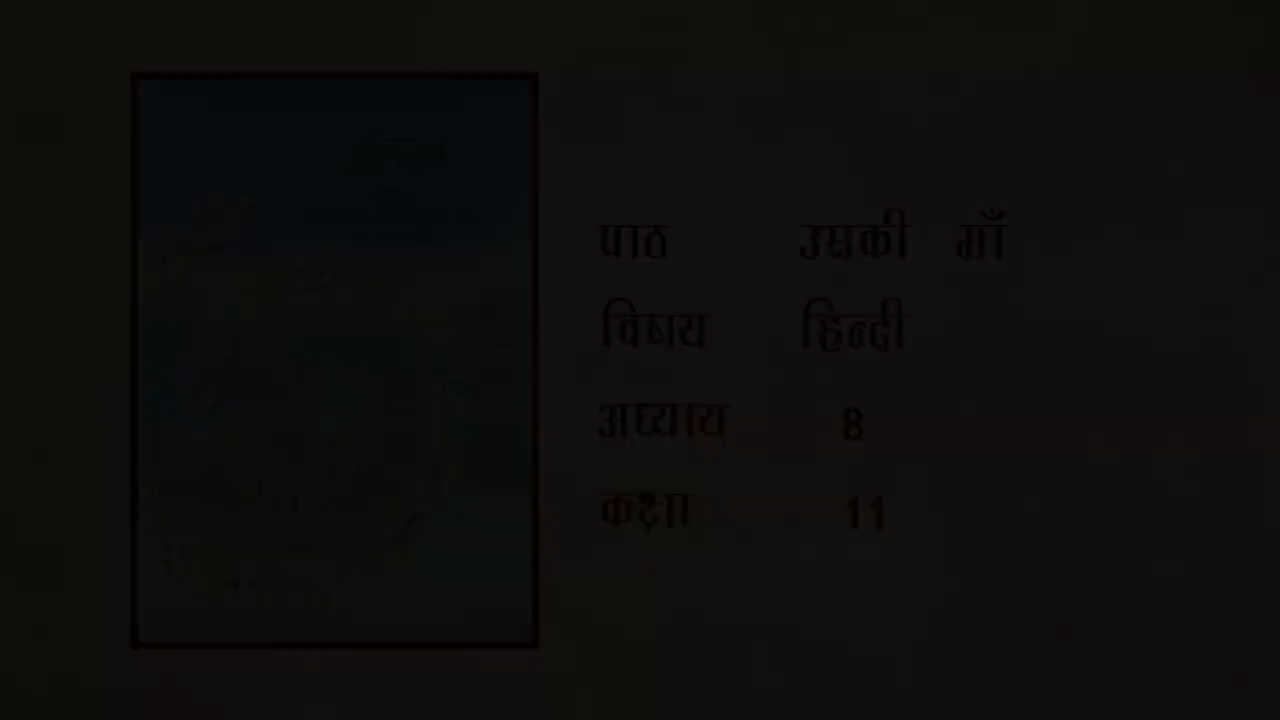 पाठ उसकी माँ
विषय हिन्दी
अध्याय 8
कक्षा 11